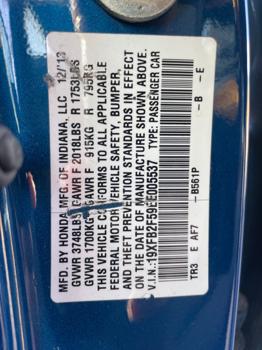 MFD. BY HONDA MFG. OF INDIANA, LLC 12/13
GVWR 3748LBS GAWR F 2018LBS R 1753LBS
GVWR 1700KG GAWR F 915KG R 795KG
THIS VEHICLE CONFORMS TO ALL APPLICABLE
FEDERAL MOTOR VEHICLE SAFETY, BUMPER,
AND THEFT PREVENTION STANDARDS IN EFFECT
ON THE DATE OF MANUFACTURE SHOWN ABOVE.
V.I.N.: 19XFB2F59EE005537 TYPE: PASSENGER CAR
B561P - B - E
TR3 E AF7